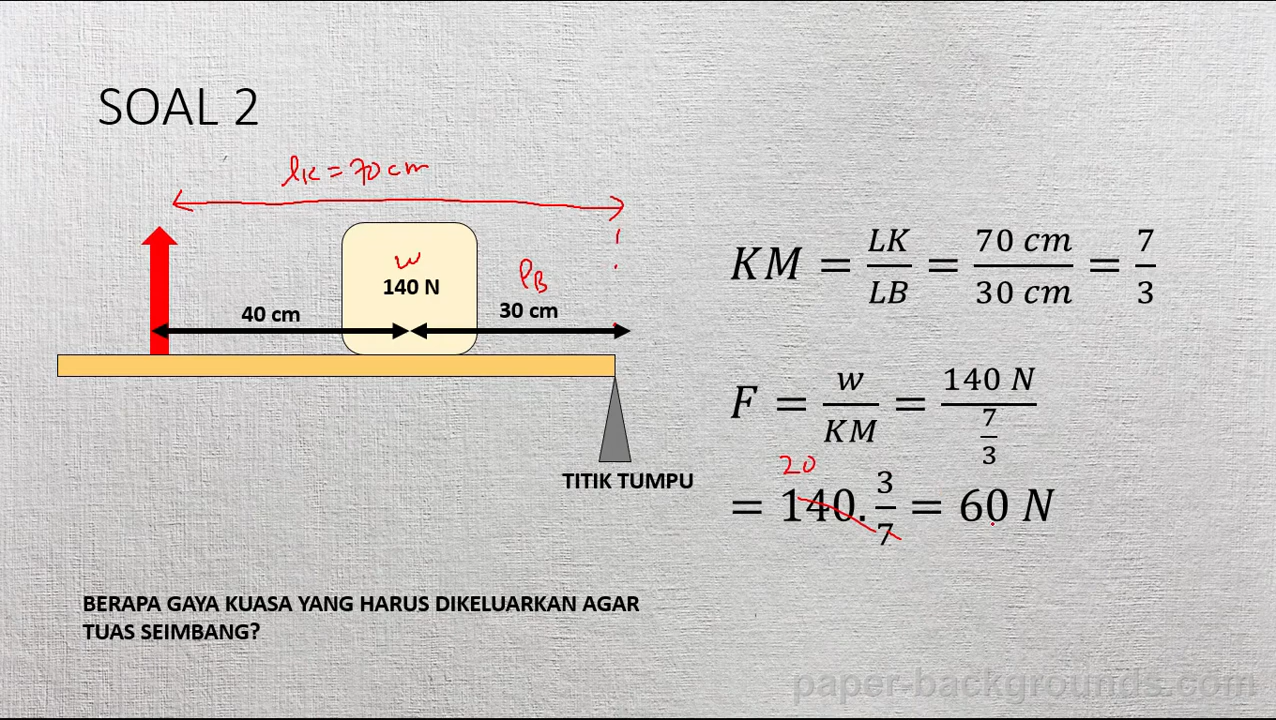 SOAL 2
lK = 70 cm
w
140 N
lB
40 cm
30 cm
TITIK TUMPU
BERAPA GAYA KUASA YANG HARUS DIKELUARKAN AGAR
TUAS SEIMBANG?
KM = LK/LB = 70 cm/30 cm = 7/3
F = w/KM = 140 N/(7/3)
20
= 140. 3/7 = 60 N
paper-backgrounds.com